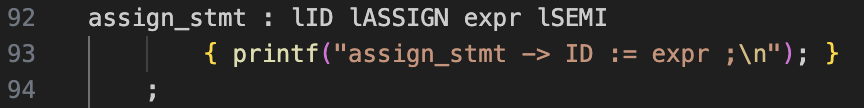 92 assign_stmt : lID lASSIGN expr lSEMI
93 { printf("assign_stmt -> ID := expr ;\n"); }
94 ;